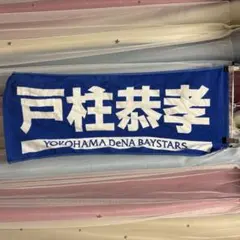 戸柱恭孝
YOKOHAMA DeNA BAYSTARS